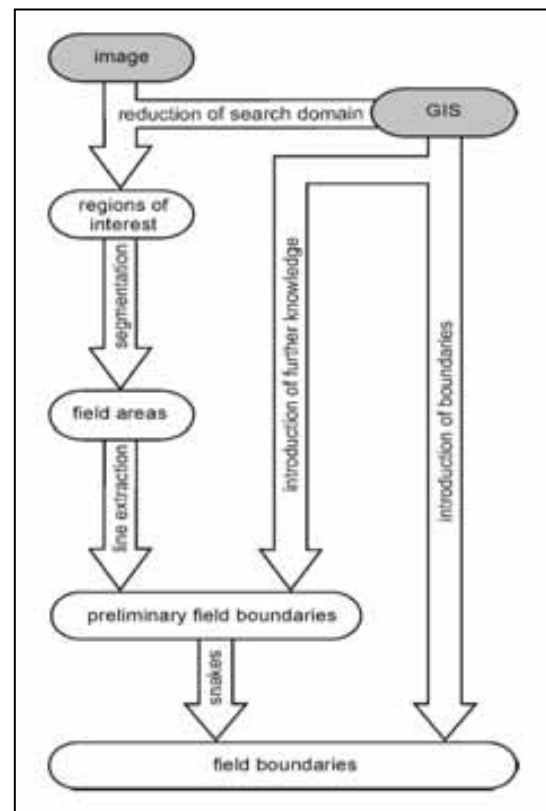 image
reduction of search domain
GIS
regions of
interest
segmentation
introduction of further knowledge
introduction of boundaries
field areas
line extraction
preliminary field boundaries
snakes
field boundaries